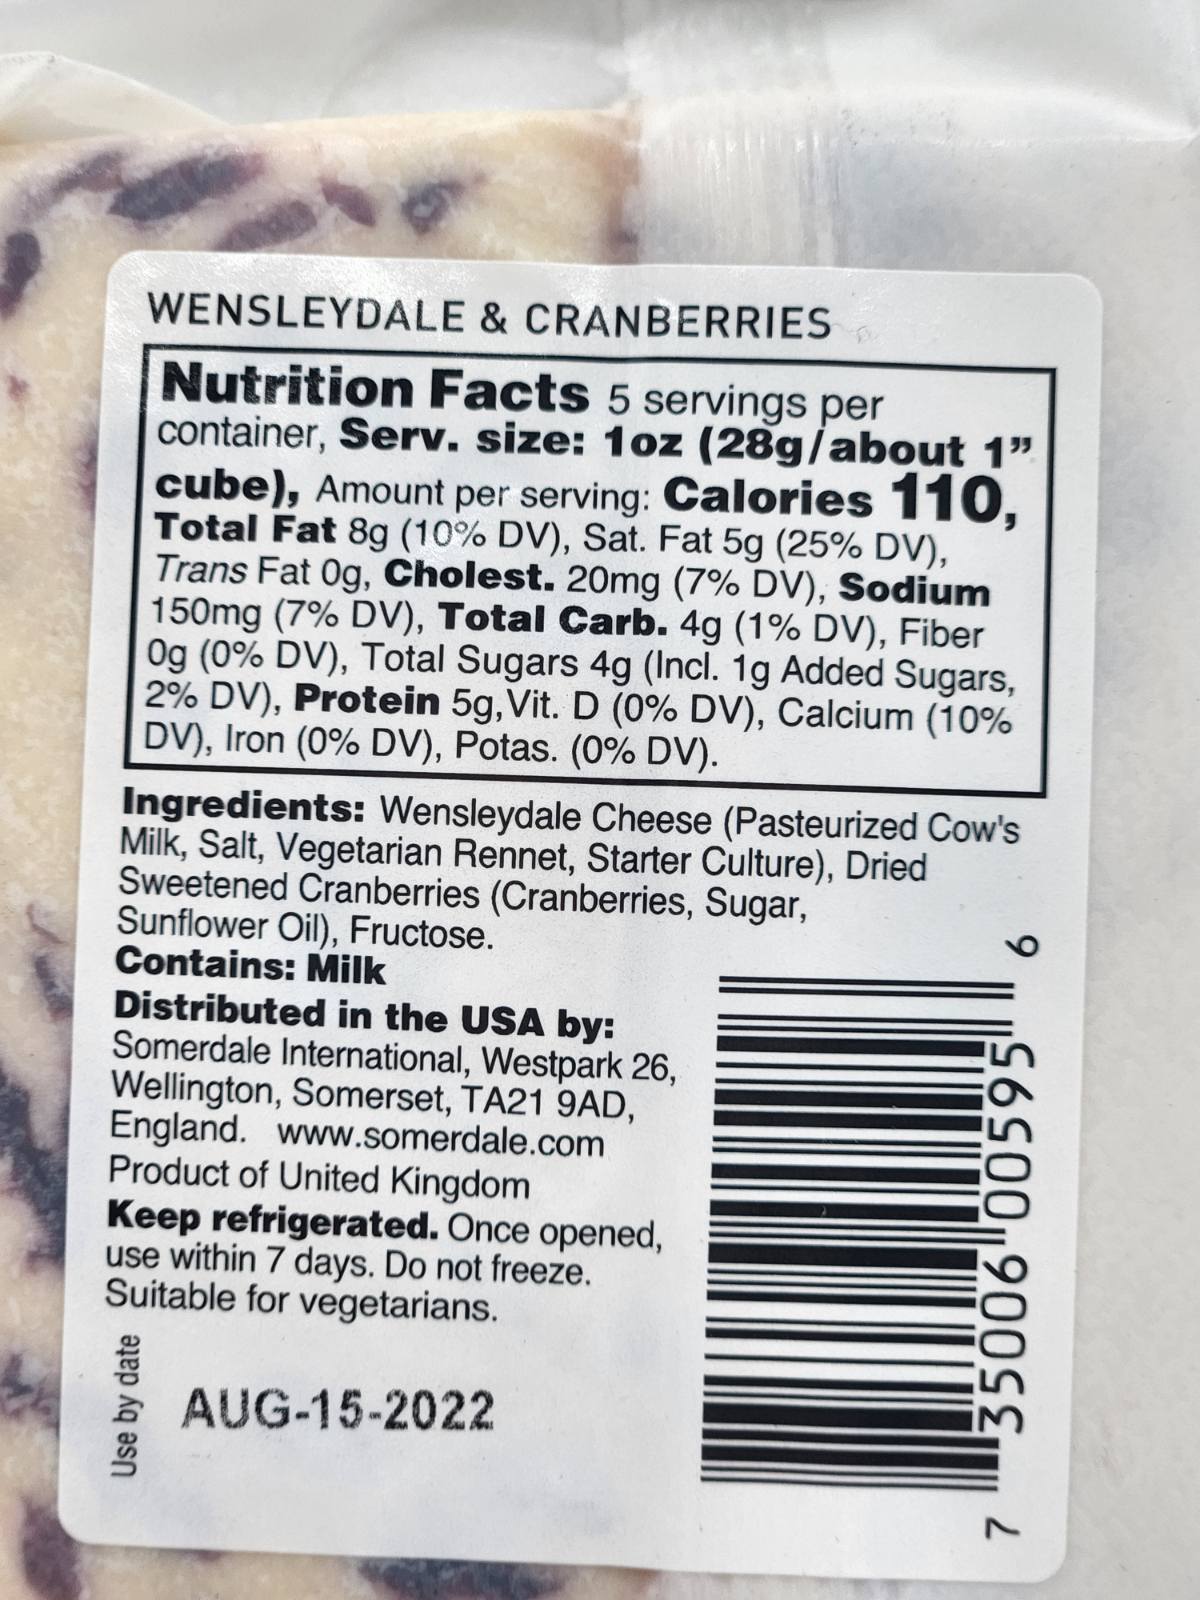 WENSLEYDALE & CRANBERRIES
Nutrition Facts 5 servings per
container, Serv. size: 1oz (28g/about 1”
cube), Amount per serving: Calories 110,
Total Fat 8g (10% DV), Sat. Fat 5g (25% DV),
Trans Fat 0g, Cholest. 20mg (7% DV), Sodium
150mg (7% DV), Total Carb. 4g (1% DV), Fiber
0g (0% DV), Total Sugars 4g (Incl. 1g Added Sugars,
2% DV), Protein 5g, Vit. D (0% DV), Calcium (10%
DV), Iron (0% DV), Potas. (0% DV).
Ingredients: Wensleydale Cheese (Pasteurized Cow's
Milk, Salt, Vegetarian Rennet, Starter Culture), Dried
Sweetened Cranberries (Cranberries, Sugar,
Sunflower Oil), Fructose.
Contains: Milk
Distributed in the USA by:
Somerdale International, Westpark 26,
Wellington, Somerset, TA21 9AD,
England. www.somerdale.com
Product of United Kingdom
Keep refrigerated. Once opened,
use within 7 days. Do not freeze.
Suitable for vegetarians.
Use by date
AUG-15-2022
7 35006 00595 6